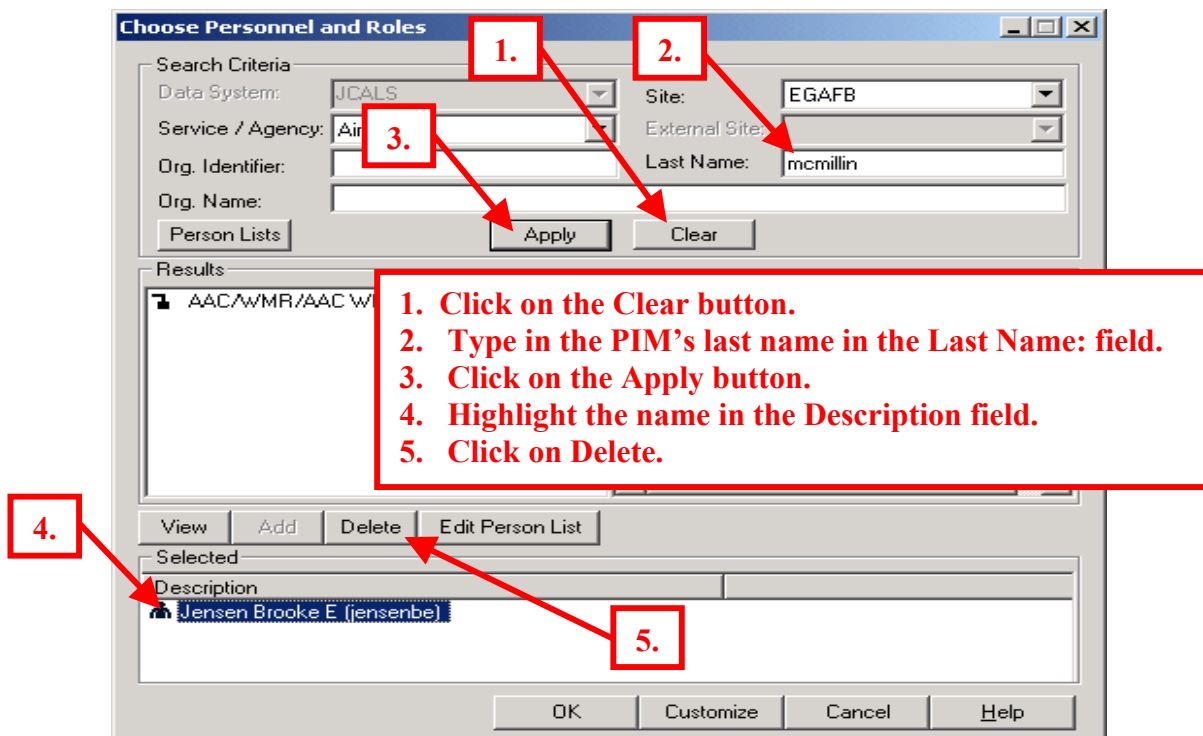 Choose Personnel and Roles
1.
2.
Search Criteria
Data System: JCALS
Site: EGAFB
Service / Agency: Air
External Site:
3.
Org. Identifier:
Last Name: mcmillin
Org. Name:
Person Lists Apply Clear
Results
AAC/WMR/AAC
1. Click on the Clear button.
2. Type in the PIM’s last name in the Last Name: field.
3. Click on the Apply button.
4. Highlight the name in the Description field.
5. Click on Delete.
4.
View Add Delete Edit Person List
Selected
Description
Jensen Brooke E (jensenbe)
5.
OK Customize Cancel Help